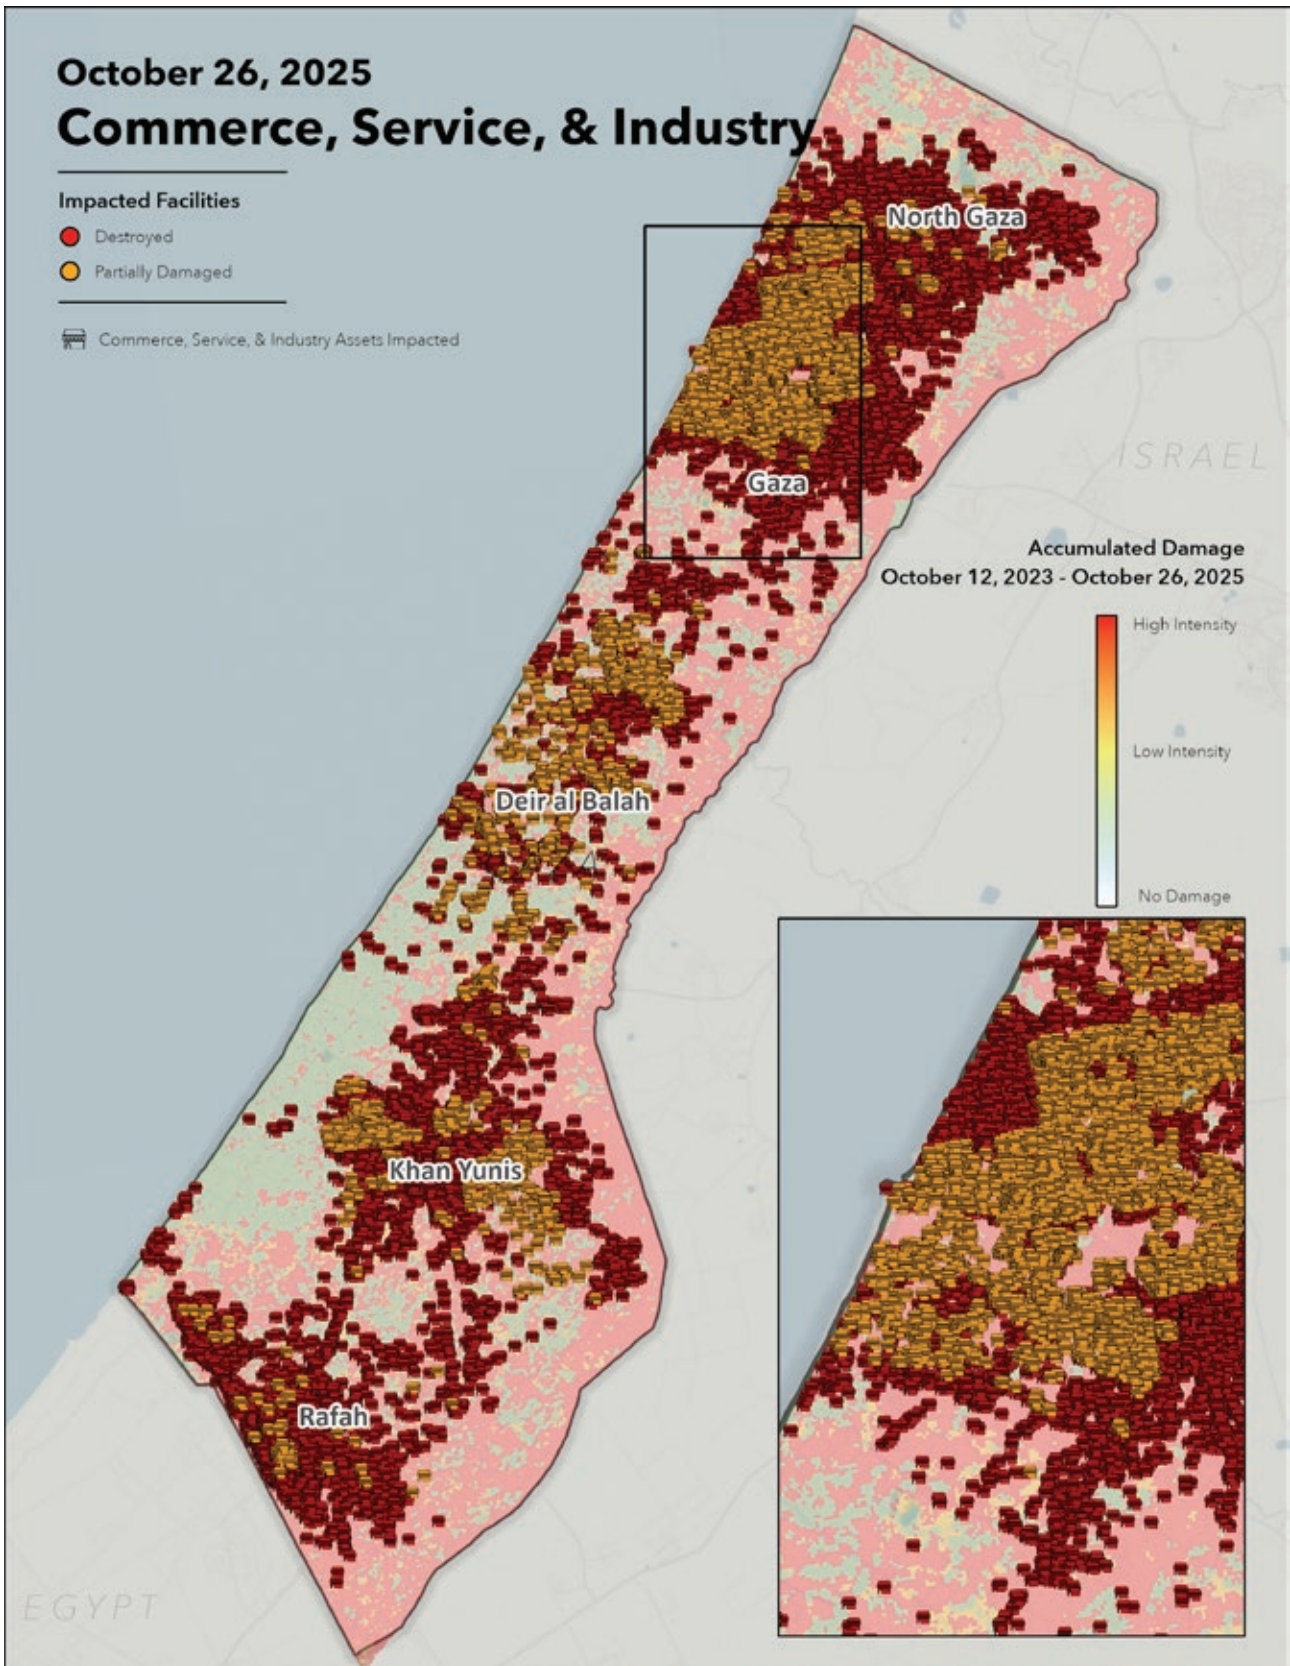 October 26, 2025
Commerce, Service, & Industry
Impacted Facilities
Destroyed
Partially Damaged
Commerce, Service, & Industry Assets Impacted
North Gaza
Gaza
ISRAEL
Accumulated Damage
October 12, 2023 - October 26, 2025
High Intensity
Low Intensity
No Damage
Deir al Balah
Khan Yunis
Rafah
EGYPT